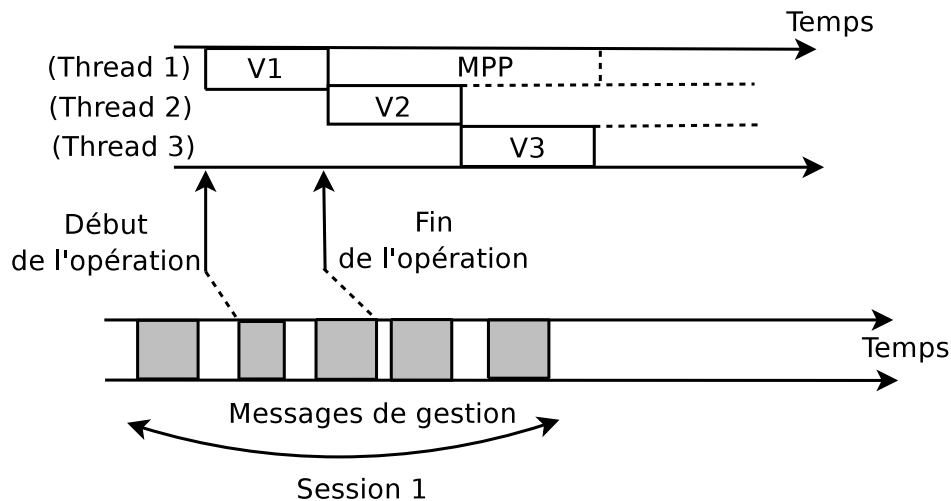 Temps
(Thread 1)
V1
MPP
(Thread 2)
V2
(Thread 3)
V3
Début
de l'opération
Fin
de l'opération
Temps
Messages de gestion
Session 1